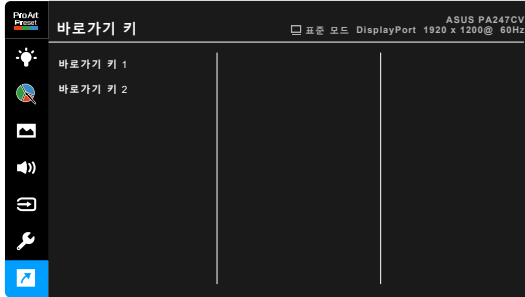 ProArt
Preset
바로가기 키
ASUS PA247CV
표준 모드 DisplayPort 1920 x 1200@ 60Hz
바로가기 키 1
바로가기 키 2